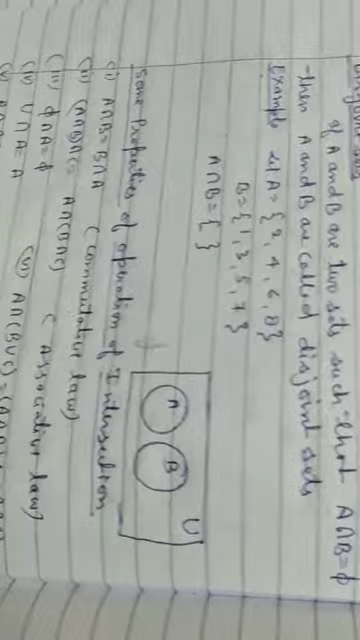 Disjoint sets
If A and B are two sets such that A∩B=ϕ
-then A and B are called disjoint sets
Example let A = {2, 4, 6, 8}
B = {1, 3, 5, 7}
A∩B = { }
A
B
U
Some Properties of operation of Intersection
(i) A∩B = B∩A (Commutative law)
(ii) (A∩B)∩C = A∩(B∩C) (Associative law)
(iii) ϕ∩A = ϕ
(iv) U∩A = A
(vi) A∩(B∪C) =